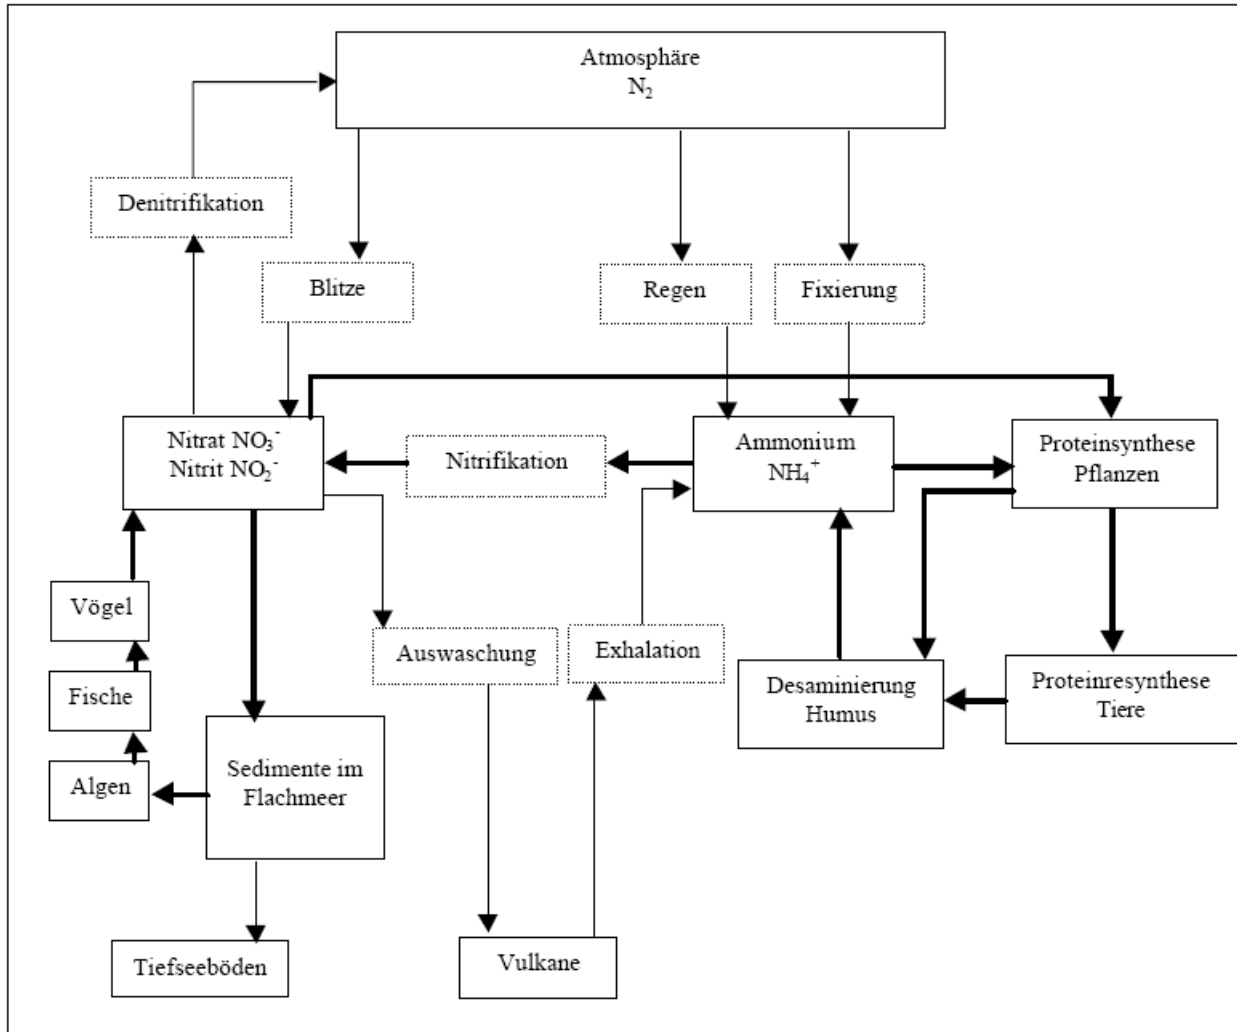 Atmosphäre
N₂
Denitrifikation
Blitze
Regen
Fixierung
Nitrat NO₃⁻
Nitrit NO₂⁻
Nitrifikation
Ammonium
NH₄⁺
Proteinsynthese
Pflanzen
Vögel
Auswaschung
Exhalation
Desaminierung
Humus
Proteinresynthese
Tiere
Fische
Algen
Sedimente im
Flachmeer
Tiefseeböden
Vulkane